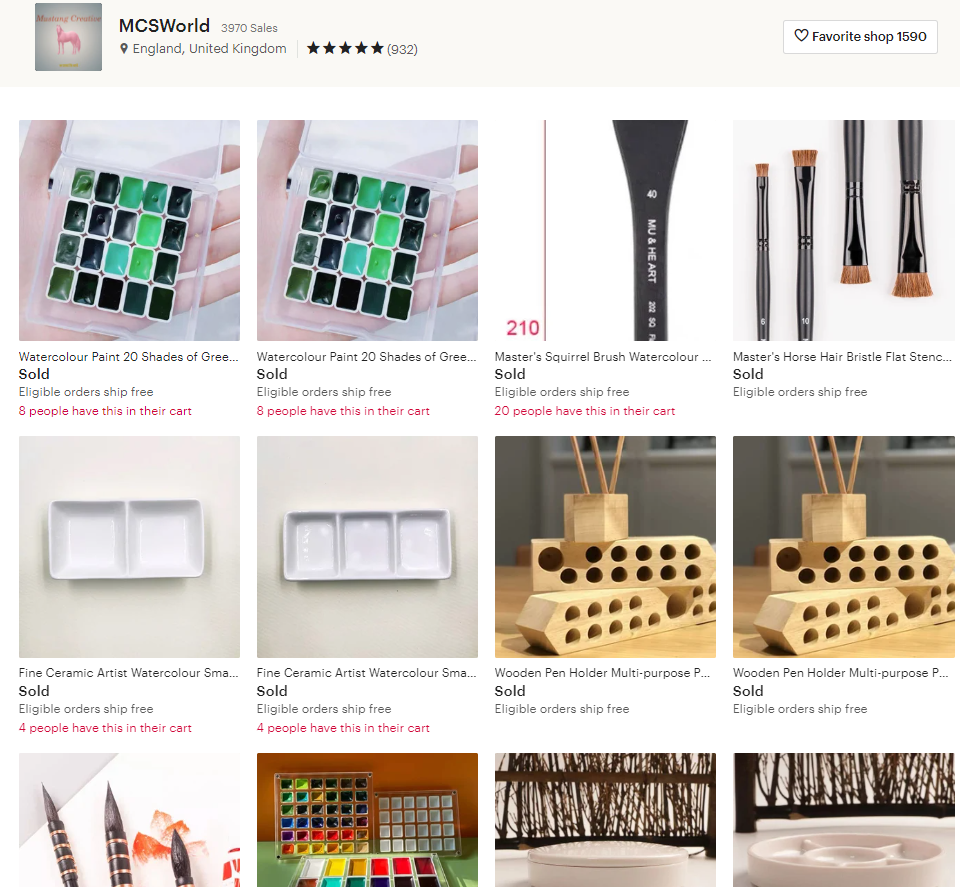 Mustang Creative
MCSWorld 3970 Sales
England, United Kingdom
(932)
Favorite shop 1590
40
MU & HE ART
202 SQ
210
6
10
Watercolour Paint 20 Shades of Gree...
Sold
Eligible orders ship free
8 people have this in their cart
Watercolour Paint 20 Shades of Gree...
Sold
Eligible orders ship free
8 people have this in their cart
Master's Squirrel Brush Watercolour ...
Sold
Eligible orders ship free
20 people have this in their cart
Master's Horse Hair Bristle Flat Stenc...
Sold
Eligible orders ship free
Fine Ceramic Artist Watercolour Sma...
Sold
Eligible orders ship free
4 people have this in their cart
Fine Ceramic Artist Watercolour Sma...
Sold
Eligible orders ship free
4 people have this in their cart
Wooden Pen Holder Multi-purpose P...
Sold
Eligible orders ship free
Wooden Pen Holder Multi-purpose P...
Sold
Eligible orders ship free